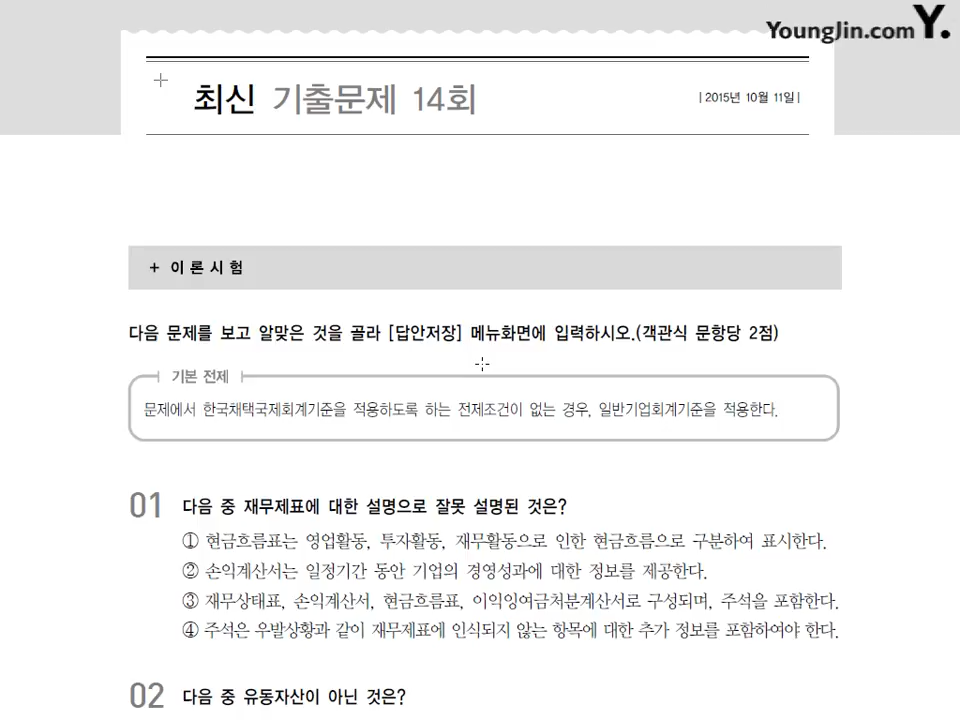 YoungJin.com Y.
최신 기출문제 14회
| 2015년 10월 11일 |
+ 이 론 시 험
다음 문제를 보고 알맞은 것을 골라 [답안저장] 메뉴화면에 입력하시오.(객관식 문항당 2점)
기본 전제
문제에서 한국채택국제회계기준을 적용하도록 하는 전제조건이 없는 경우, 일반기업회계기준을 적용한다.
01 다음 중 재무제표에 대한 설명으로 잘못 설명된 것은?
① 현금흐름표는 영업활동, 투자활동, 재무활동으로 인한 현금흐름으로 구분하여 표시한다.
② 손익계산서는 일정기간 동안 기업의 경영성과에 대한 정보를 제공한다.
③ 재무상태표, 손익계산서, 현금흐름표, 이익잉여금처분계산서로 구성되며, 주석을 포함한다.
④ 주석은 우발상황과 같이 재무제표에 인식되지 않는 항목에 대한 추가 정보를 포함하여야 한다.
02 다음 중 유동자산이 아닌 것은?